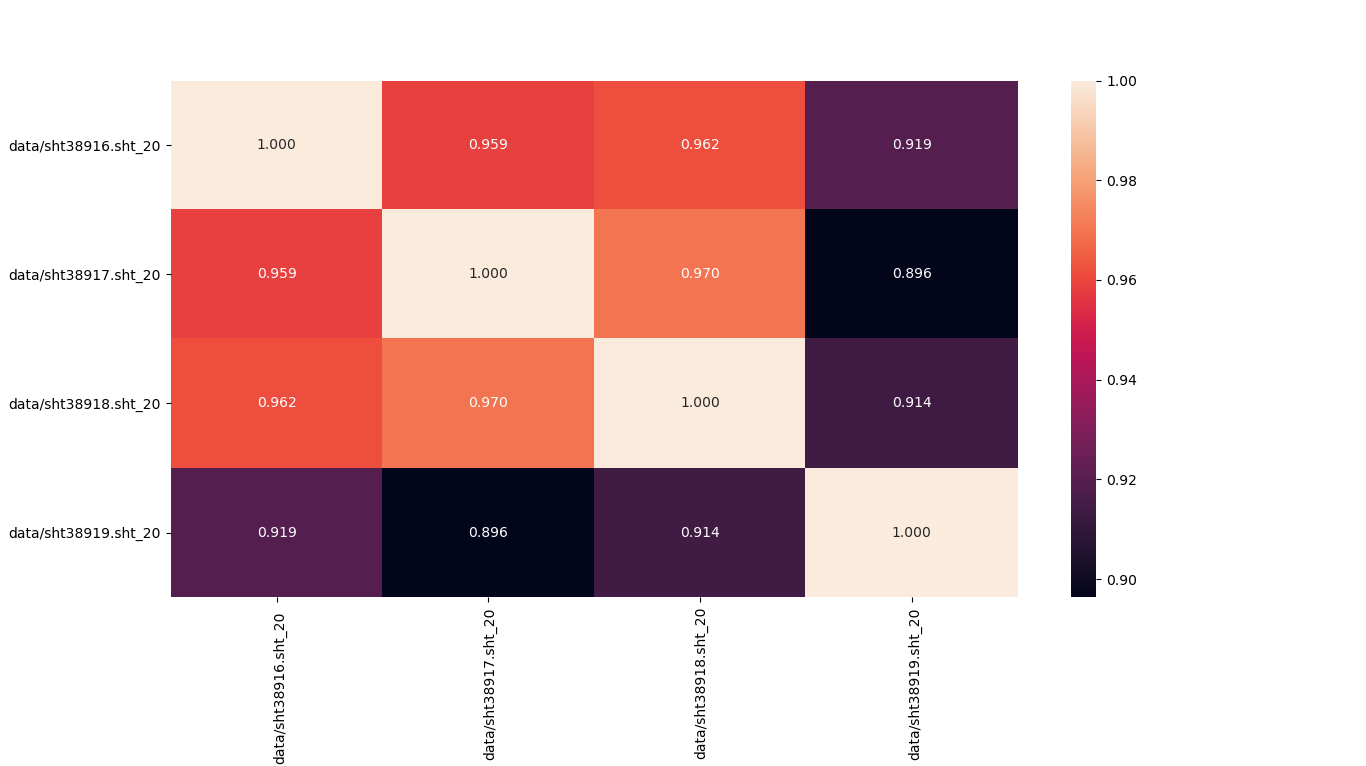 data/sht38916.sht_20 1.000 0.959 0.962 0.919
data/sht38917.sht_20 0.959 1.000 0.970 0.896
data/sht38918.sht_20 0.962 0.970 1.000 0.914
data/sht38919.sht_20 0.919 0.896 0.914 1.000
data/sht38916.sht_20
data/sht38917.sht_20
data/sht38918.sht_20
data/sht38919.sht_20
1.00
0.98
0.96
0.94
0.92
0.90